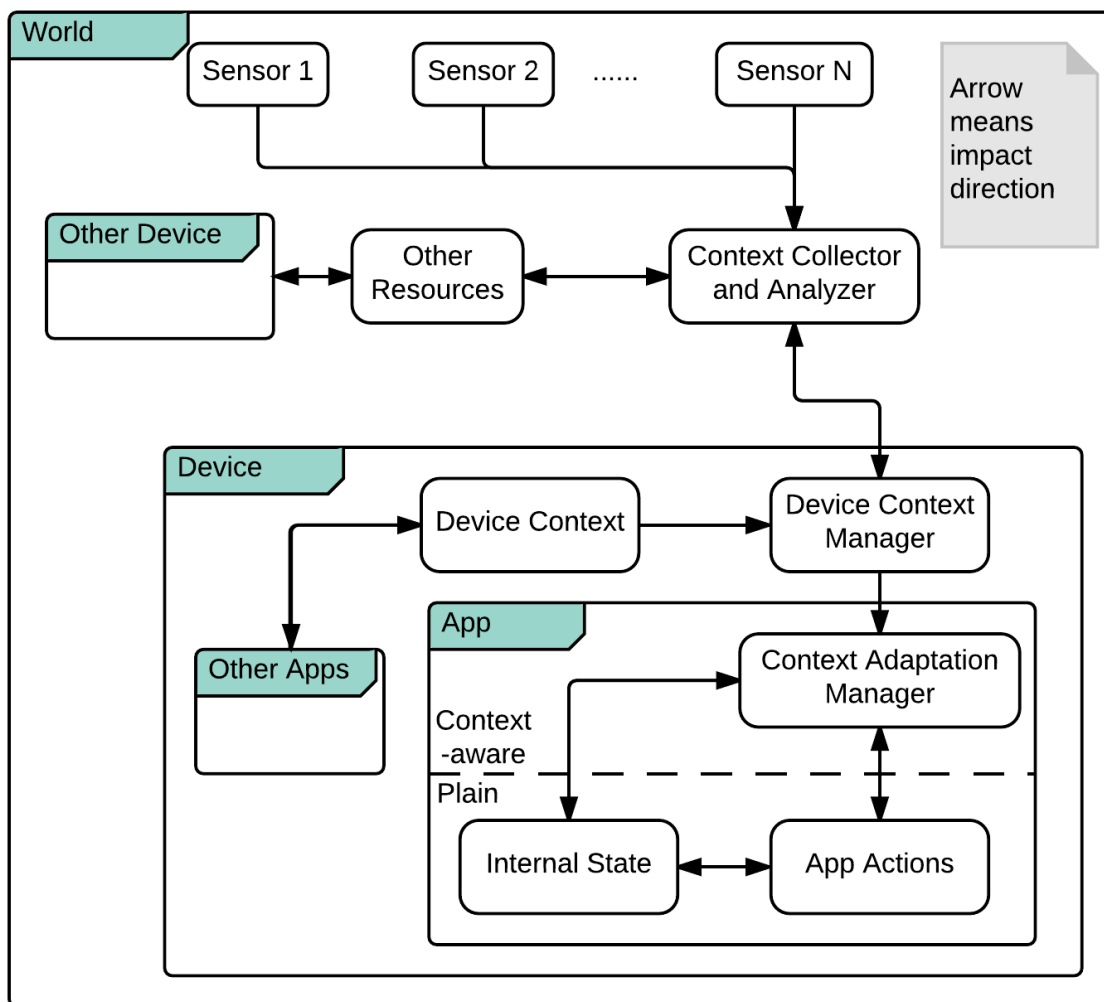 World
Sensor 1
Sensor 2
......
Sensor N
Arrow
means
impact
direction
Other Device
Other
Resources
Context Collector
and Analyzer
Device
Device Context
Device Context
Manager
App
Other Apps
Context Adaptation
Manager
Context
-aware
Plain
Internal State
App Actions